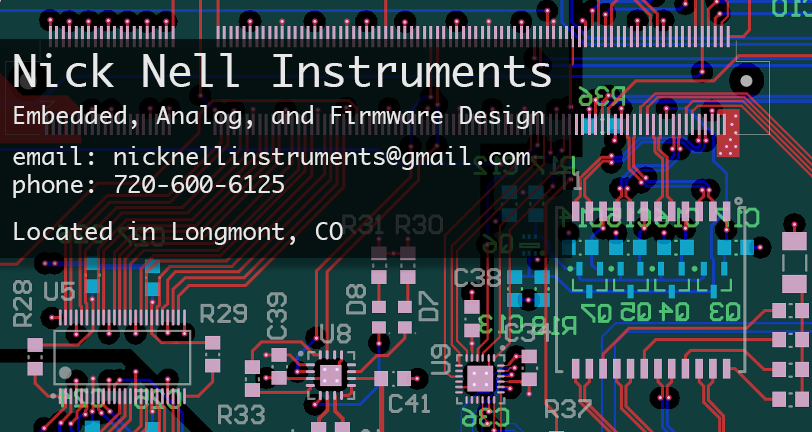 Nick Nell Instruments
Embedded, Analog, and Firmware Design
email: nicknellinstruments@gmail.com
phone: 720-600-6125
Located in Longmont, CO
R36
R31 R30
C38
U5
R28
R29
C39
D8
D7
U8
U9
Q7 Q5 Q4 Q3
R33
C41
C36
R37